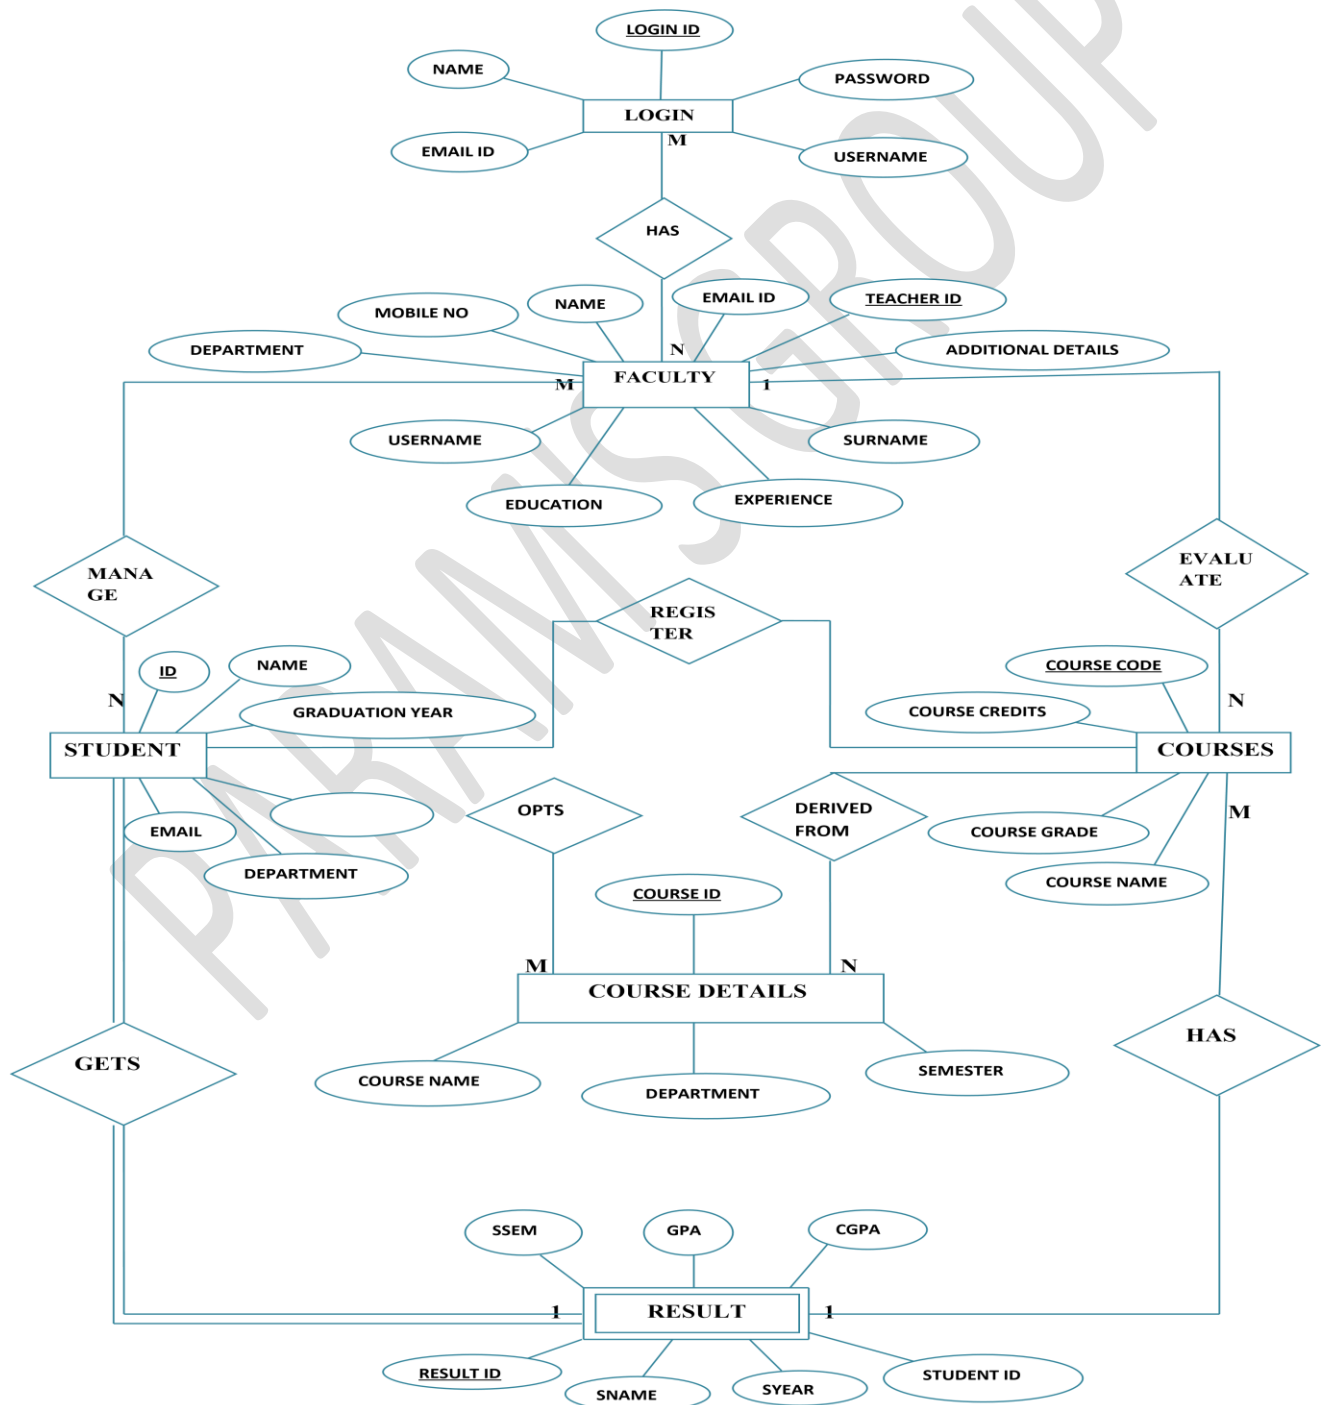 LOGIN ID
NAME
PASSWORD
LOGIN
M
EMAIL ID
USERNAME
HAS
MOBILE NO
NAME
EMAIL ID
TEACHER ID
DEPARTMENT
N
ADDITIONAL DETAILS
M
FACULTY
1
USERNAME
SURNAME
EDUCATION
EXPERIENCE
MANA
GE
REGIS
TER
EVALU
ATE
ID
NAME
COURSE CODE
N
GRADUATION YEAR
COURSE CREDITS
N
STUDENT
COURSES
OPTS
DERIVED
FROM
M
EMAIL
COURSE GRADE
DEPARTMENT
COURSE NAME
COURSE ID
M
N
COURSE DETAILS
GETS
HAS
COURSE NAME
DEPARTMENT
SEMESTER
SSEM
GPA
CGPA
1
RESULT
1
RESULT ID
SNAME
SYEAR
STUDENT ID
PARAM'S GROUP